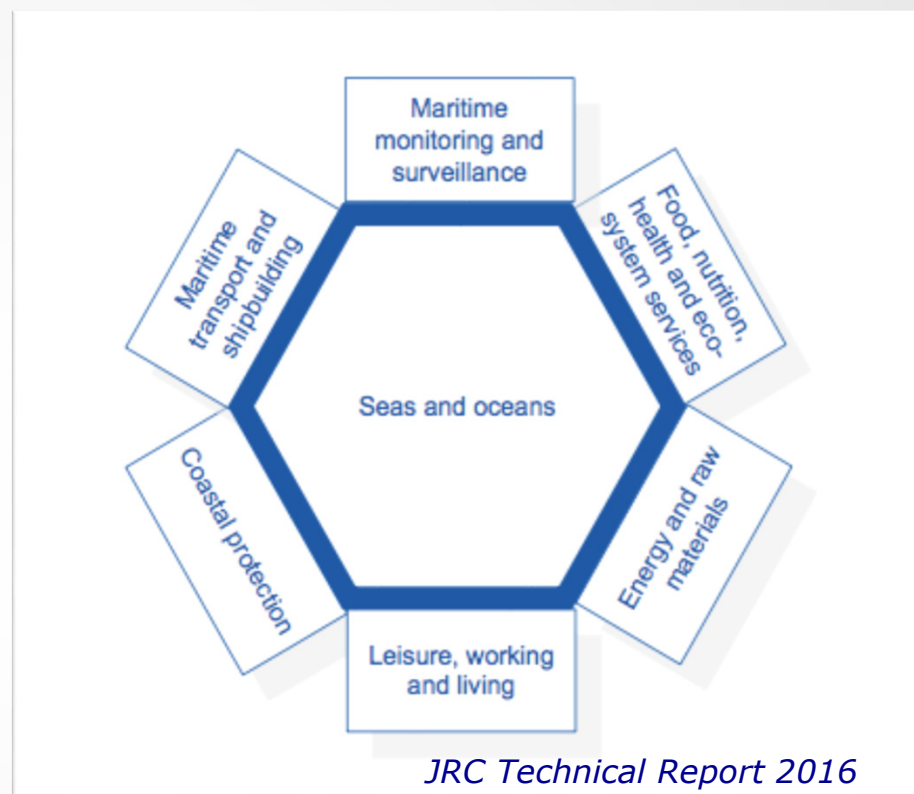 Maritime
monitoring and
surveillance
Food, nutrition,
health and eco-
system services
Energy and raw
materials
Leisure, working
and living
Coastal protection
Maritime
transport and
shipbuilding
Seas and oceans
JRC Technical Report 2016